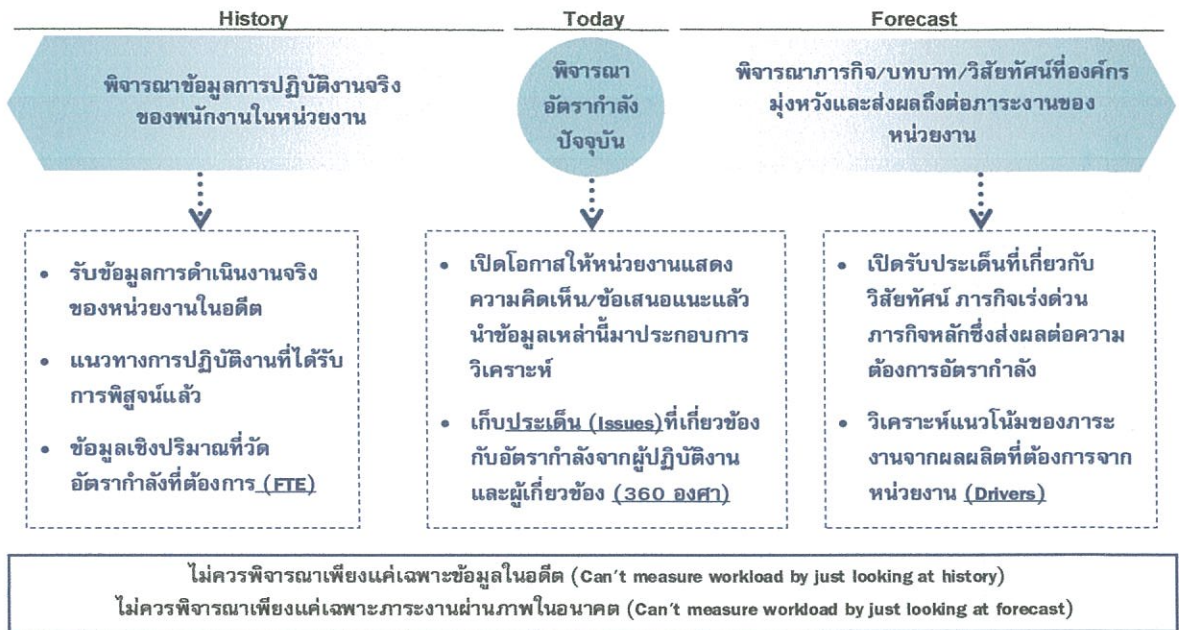 History
Today
Forecast
พิจารณาข้อมูลการปฏิบัติงานจริง
ของพนักงานในหน่วยงาน
พิจารณา
อัตรากำลัง
ปัจจุบัน
พิจารณาภารกิจ/บทบาท/วิสัยทัศน์ที่องค์กร
มุ่งหวังและส่งผลถึงต่อภาระงานของ
หน่วยงาน
• รับข้อมูลการดำเนินงานจริง
ของหน่วยงานในอดีต
• แนวทางการปฏิบัติงานที่ได้รับ
การพิสูจน์แล้ว
• ข้อมูลเชิงปริมาณที่วัด
อัตรากำลังที่ต้องการ (FTE)
• เปิดโอกาสให้หน่วยงานแสดง
ความคิดเห็น/ข้อเสนอแนะแล้ว
นำข้อมูลเหล่านี้มาประกอบการ
วิเคราะห์
• เก็บประเด็น (Issues)ที่เกี่ยวข้อง
กับอัตรากำลังจากผู้ปฏิบัติงาน
และผู้เกี่ยวข้อง (360 องศา)
• เปิดรับประเด็นที่เกี่ยวกับ
วิสัยทัศน์ ภารกิจเร่งด่วน
ภารกิจหลักซึ่งส่งผลต่อความ
ต้องการอัตรากำลัง
• วิเคราะห์แนวโน้มของภาระ
งานจากผลผลิตที่ต้องการจาก
หน่วยงาน (Drivers)
ไม่ควรพิจารณาเพียงแค่เฉพาะข้อมูลในอดีต (Can't measure workload by just looking at history)
ไม่ควรพิจารณาเพียงแค่เฉพาะภาระงานผ่านภาพในอนาคต (Can't measure workload by just looking at forecast)